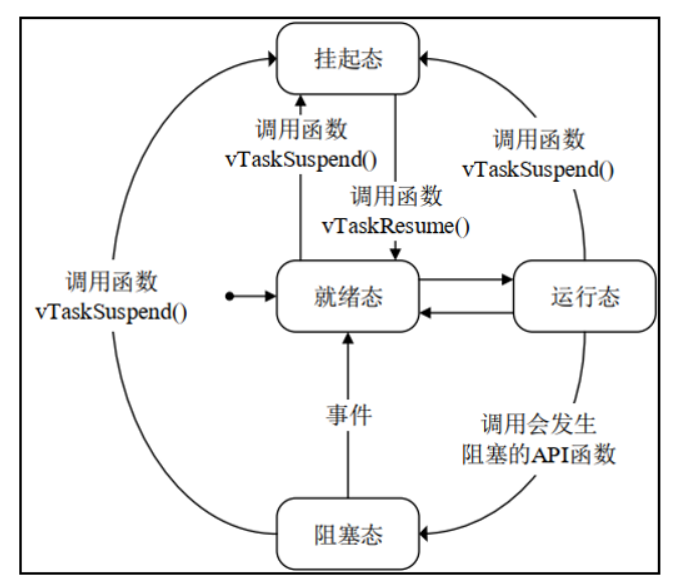 挂起态
调用函数
vTaskSuspend()
调用函数
vTaskSuspend()
调用函数
vTaskResume()
调用函数
vTaskSuspend()
就绪态
运行态
事件
调用会发生
阻塞的API函数
阻塞态